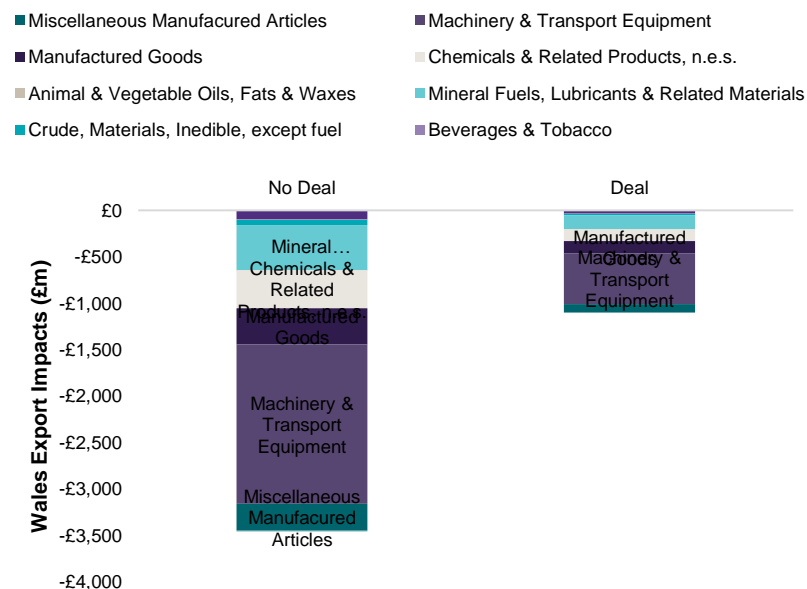 Miscellaneous Manufacured Articles
Machinery & Transport Equipment
Manufactured Goods
Chemicals & Related Products, n.e.s.
Animal & Vegetable Oils, Fats & Waxes
Mineral Fuels, Lubricants & Related Materials
Crude, Materials, Inedible, except fuel
Beverages & Tobacco
No Deal
Deal
Wales Export Impacts (£m)
£0
-£500
-£1,000
-£1,500
-£2,000
-£2,500
-£3,000
-£3,500
-£4,000
Mineral…
Chemicals &
Related
Products, n.e.s.
Manufactured
Goods
Machinery &
Transport
Equipment
Miscellaneous
Manufacured
Articles
Manufactured
Goods
Machinery &
Transport
Equipment